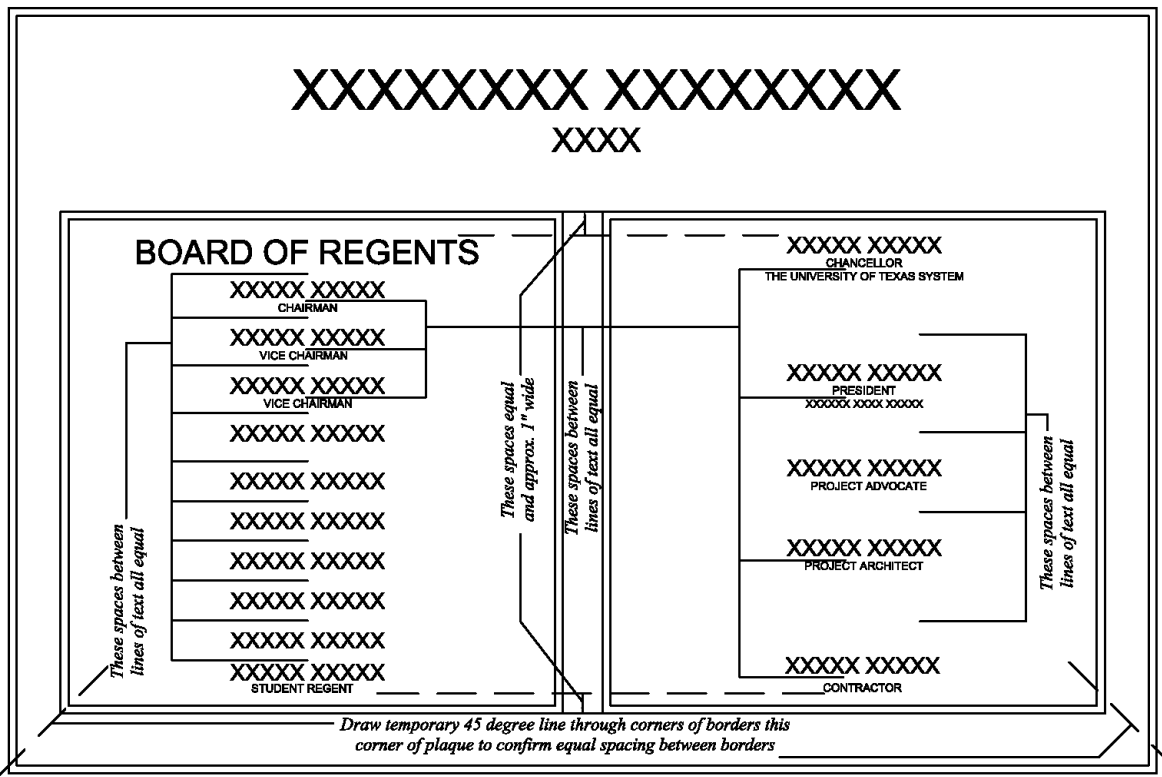 XXXXXXXX XXXXXXXX
XXXX
BOARD OF REGENTS
XXXXX XXXXX
CHAIRMAN
XXXXX XXXXX
VICE CHAIRMAN
XXXXX XXXXX
VICE CHAIRMAN
XXXXX XXXXX
XXXXX XXXXX
XXXXX XXXXX
XXXXX XXXXX
XXXXX XXXXX
XXXXX XXXXX
XXXXX XXXXX
STUDENT REGENT
These spaces between
lines of text all equal
These spaces equal
and approx. 1" wide
These spaces between
lines of text all equal
XXXXX XXXXX
CHANCELLOR
THE UNIVERSITY OF TEXAS SYSTEM
XXXXX XXXXX
PRESIDENT
XXXXXX XXXX XXXXX
XXXXX XXXXX
PROJECT ADVOCATE
XXXXX XXXXX
PROJECT ARCHITECT
XXXXX XXXXX
CONTRACTOR
These spaces between
lines of text all equal
Draw temporary 45 degree line through corners of borders this
corner of plaque to confirm equal spacing between borders